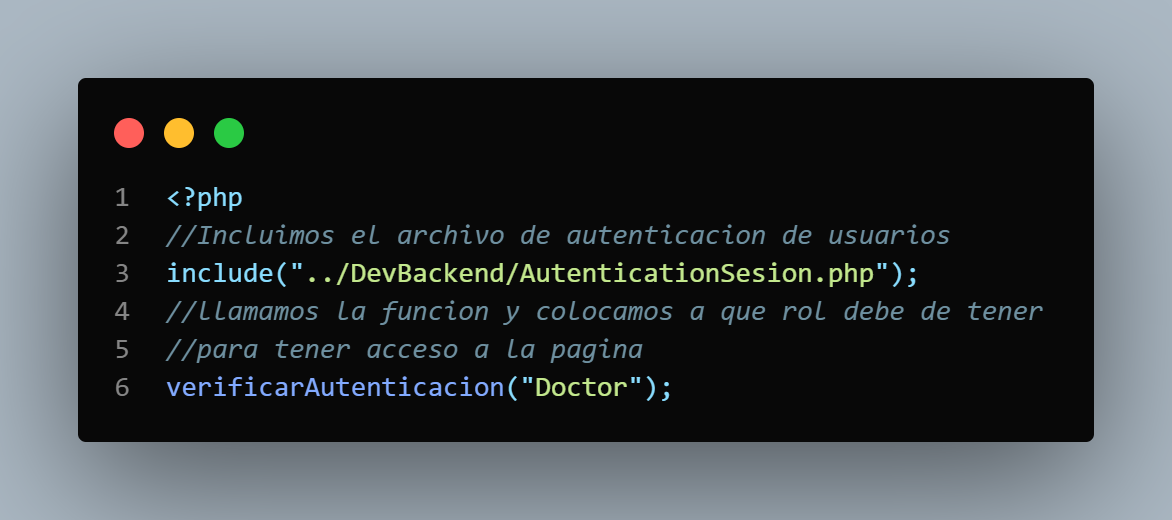 1 <?php
2 //Incluimos el archivo de autenticacion de usuarios
3 include("../DevBackend/AutenticationSesion.php");
4 //llamamos la funcion y colocamos a que rol debe de tener
5 //para tener acceso a la pagina
6 verificarAutenticacion("Doctor");